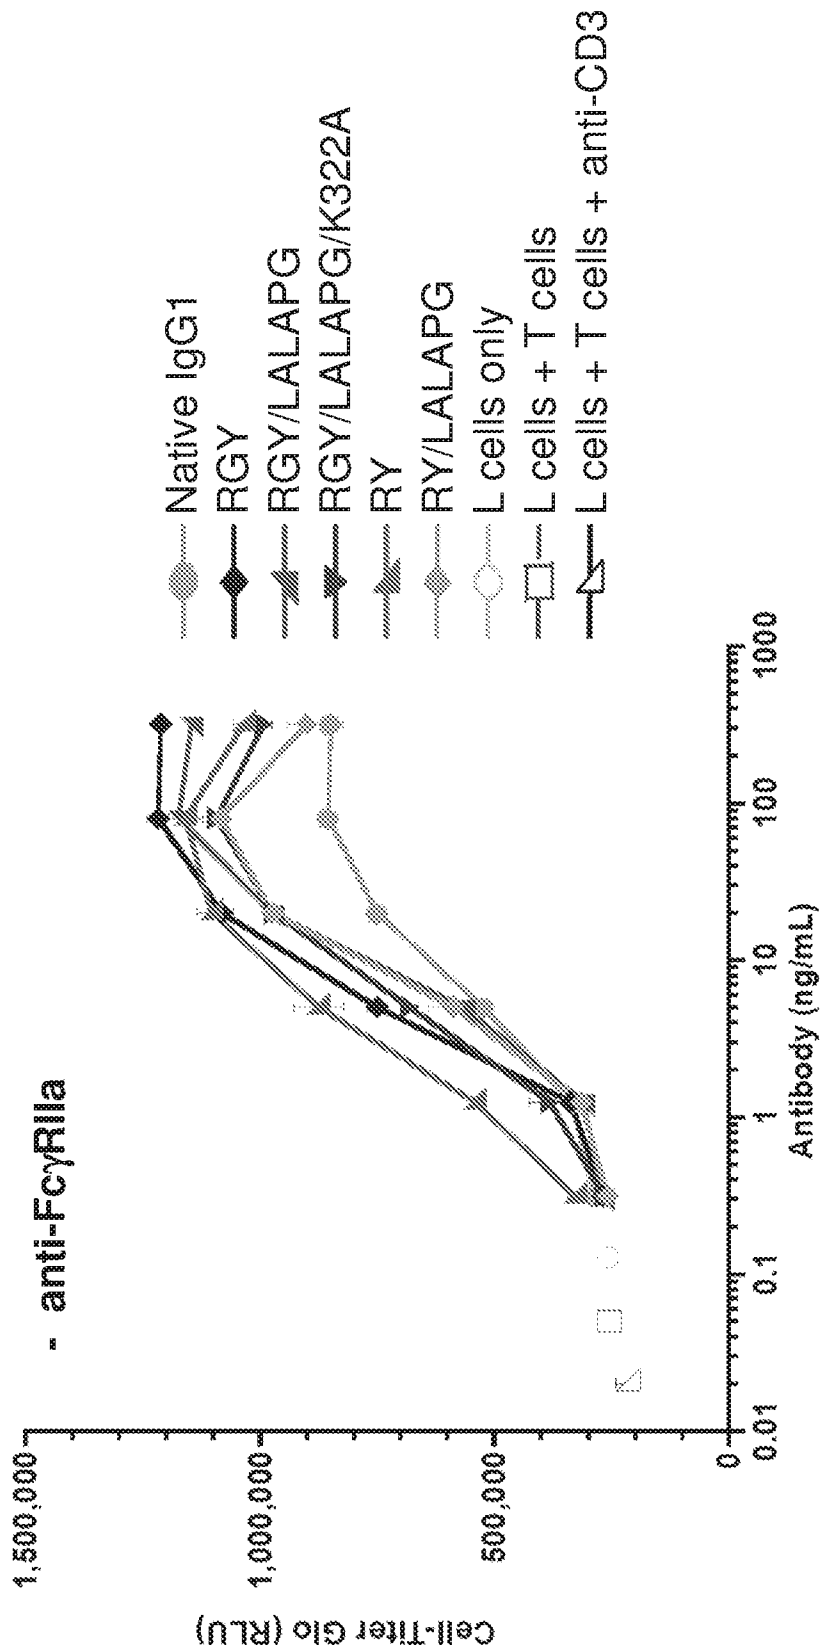 - anti-FcγRIIa
Cell-Titer Glo (RLU)
1,500,000
1,000,000
500,000
0
0.01
0.1
1
10
100
1000
Antibody (ng/mL)
Native IgG1
RGY
RGY/LALAPG
RGY/LALAPG/K322A
RY
RY/LALAPG
L cells only
L cells + T cells
L cells + T cells + anti-CD3